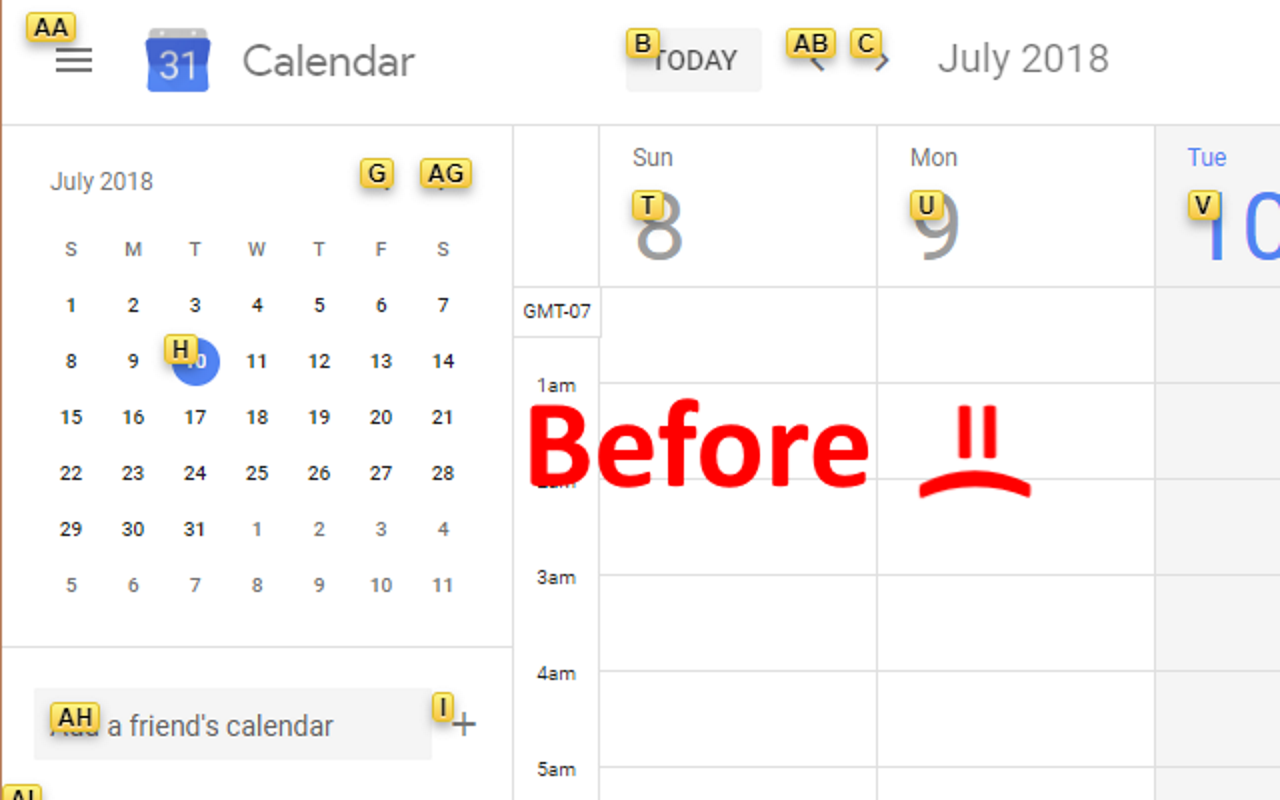 AA
31 Calendar
B TODAY AB C July 2018
July 2018 G AG
S M T W T F S
1 2 3 4 5 6 7
8 9 H 10 11 12 13 14
15 16 17 18 19 20 21
22 23 24 25 26 27 28
29 30 31 1 2 3 4
5 6 7 8 9 10 11
AH a friend's calendar I +
Sun Mon Tue
T 8 U 9 V 10
GMT-07
1am
Before =(
3am
4am
5am